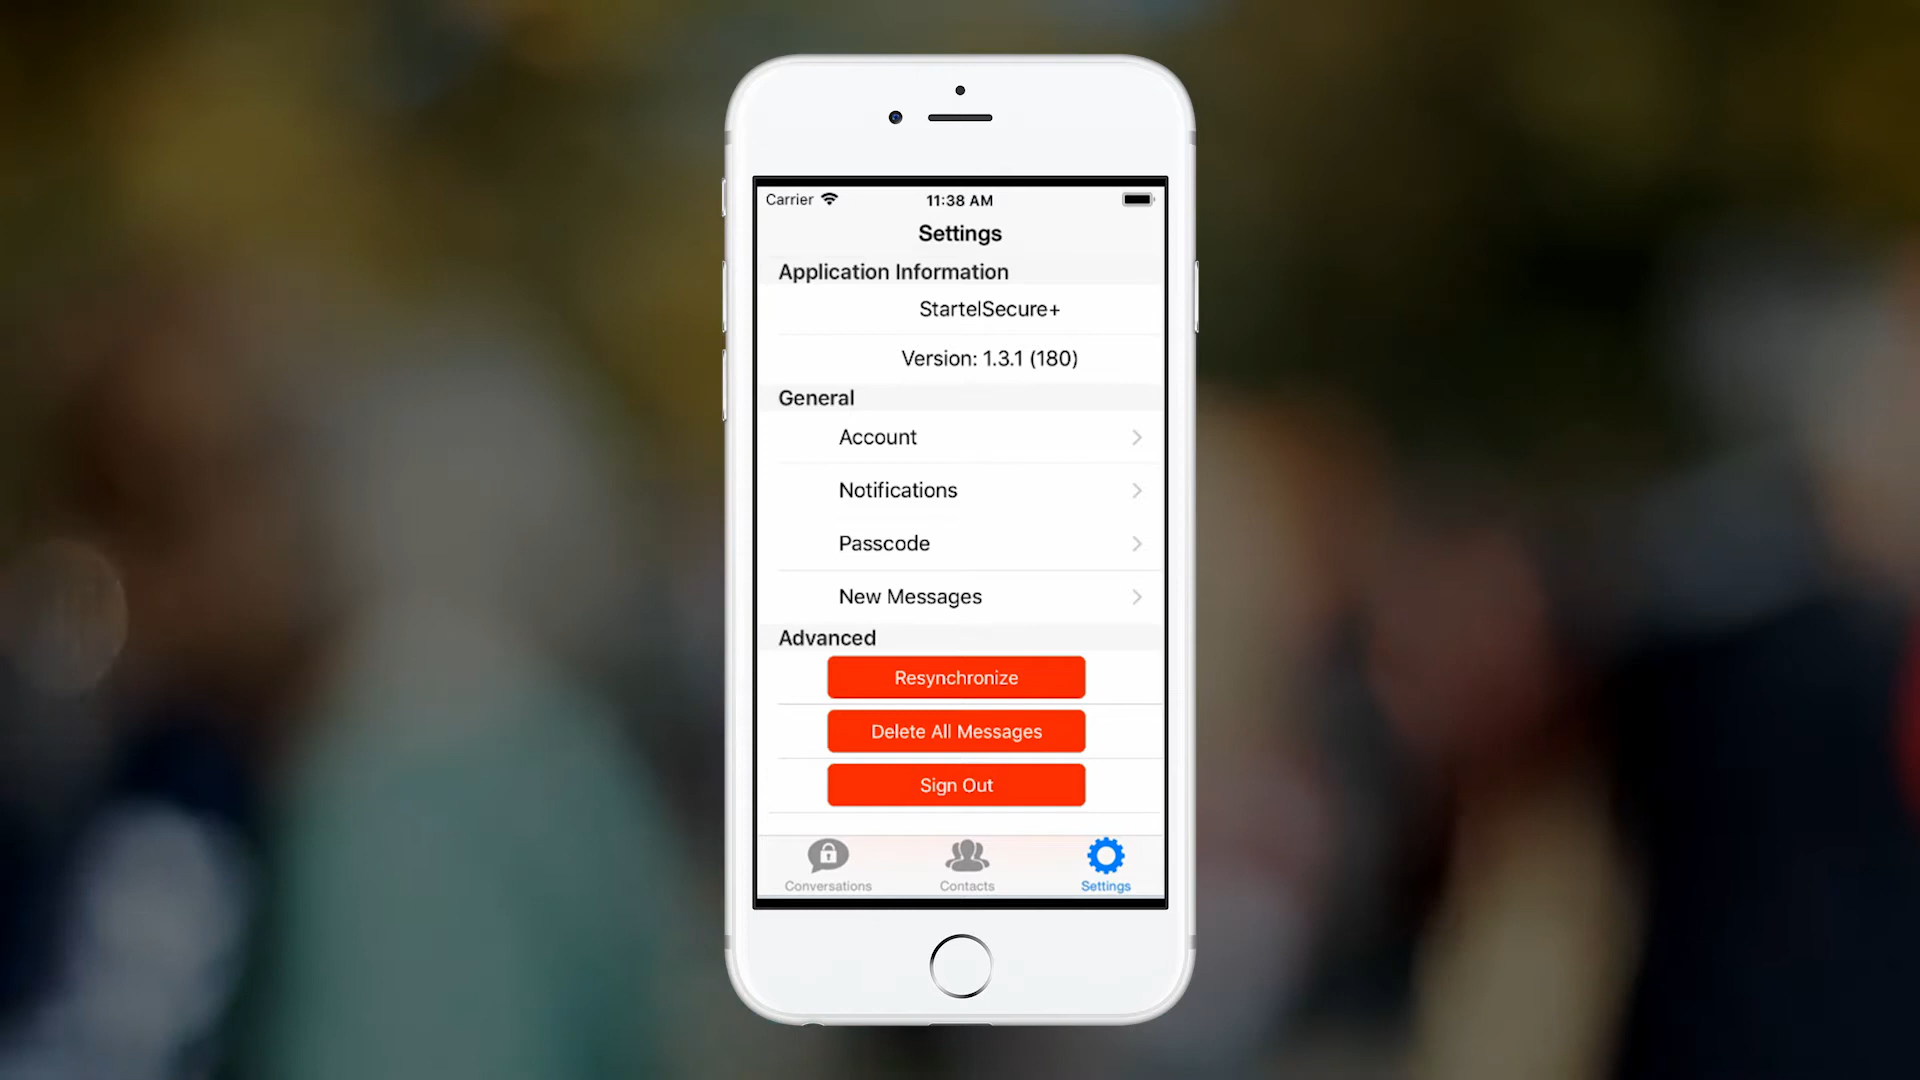 Carrier
11:38 AM
Settings
Application Information
StartelSecure+
Version: 1.3.1 (180)
General
Account
Notifications
Passcode
New Messages
Advanced
Resynchronize
Delete All Messages
Sign Out
Conversations
Contacts
Settings